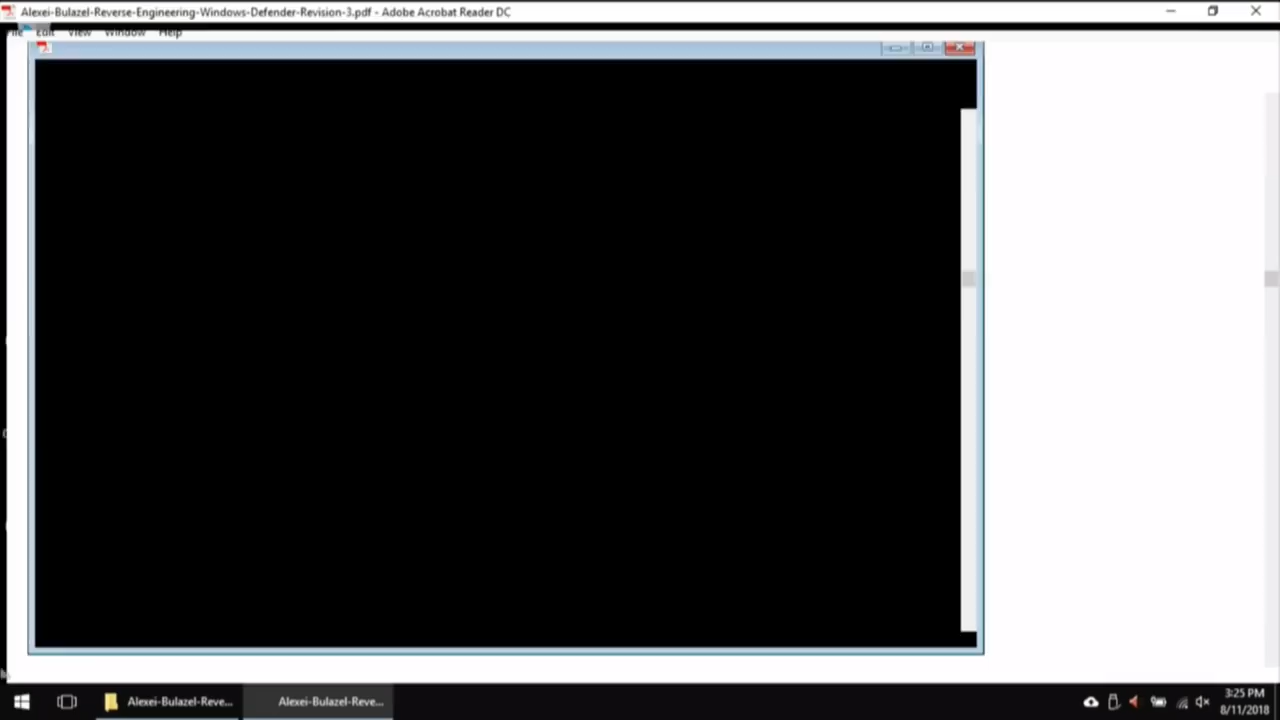 Alexei-Bulazel-Reverse-Engineering-Windows-Defender-Revision-3.pdf - Adobe Acrobat Reader DC
File Edit View Window Help
Alexei-Bulazel-Reve...
Alexei-Bulazel-Reve...
3:25 PM
8/11/2018